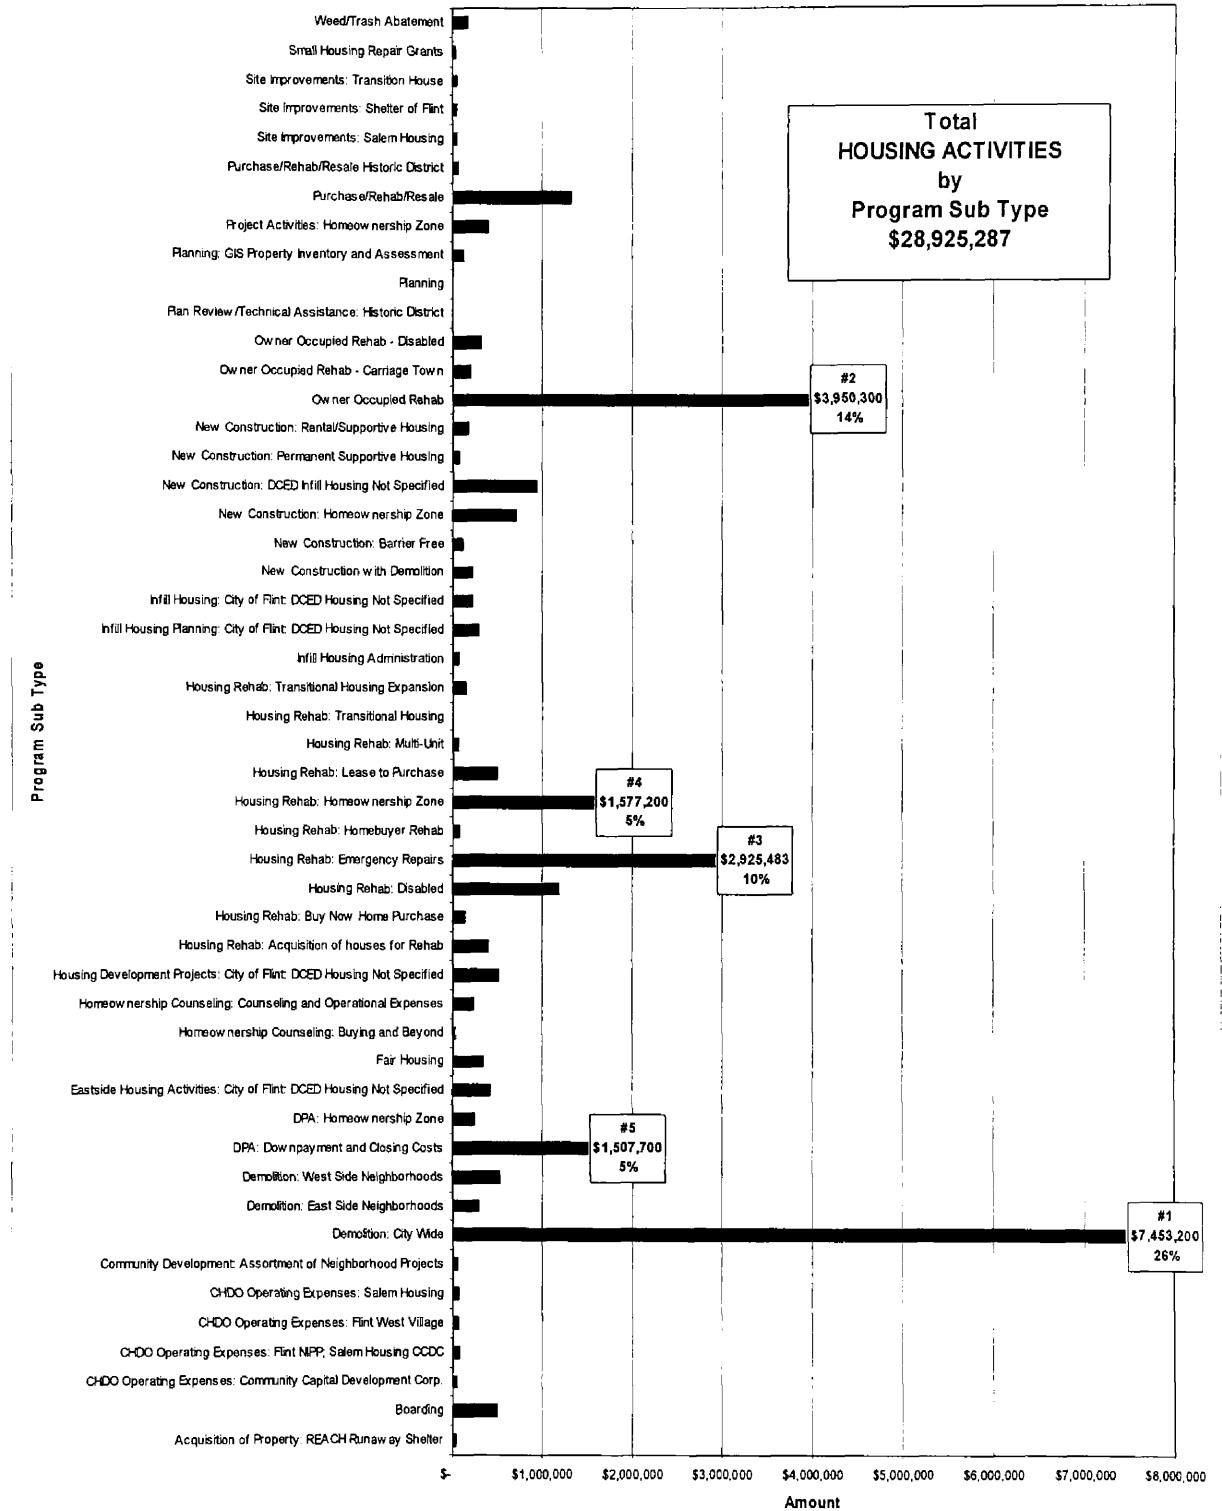 Weed/Trash Abatement
Small Housing Repair Grants
Site Improvements: Transition House
Site Improvements: Shelter of Flint
Site Improvements: Salem Housing
Purchase/Rehab/Resale Historic District
Purchase/Rehab/Resale
Project Activities: Homeownership Zone
Planning: GIS Property Inventory and Assessment
Planning
Plan Review/Technical Assistance: Historic District
Owner Occupied Rehab - Disabled
Owner Occupied Rehab - Carriage Town
Owner Occupied Rehab
New Construction: Rental/Supportive Housing
New Construction: Permanent Supportive Housing
New Construction: DCED Infill Housing Not Specified
New Construction: Homeownership Zone
New Construction: Barrier Free
New Construction with Demolition
Infill Housing: City of Flint: DCED Housing Not Specified
Infill Housing Planning: City of Flint: DCED Housing Not Specified
Infill Housing Administration
Housing Rehab: Transitional Housing Expansion
Housing Rehab: Transitional Housing
Housing Rehab: Multi-Unit
Housing Rehab: Lease to Purchase
Housing Rehab: Homeownership Zone
Housing Rehab: Homebuyer Rehab
Housing Rehab: Emergency Repairs
Housing Rehab: Disabled
Housing Rehab: Buy Now Home Purchase
Housing Rehab: Acquisition of houses for Rehab
Housing Development Projects: City of Flint: DCED Housing Not Specified
Homeownership Counseling: Counseling and Operational Expenses
Homeownership Counseling: Buying and Beyond
Fair Housing
Eastside Housing Activities: City of Flint: DCED Housing Not Specified
DPA: Homeownership Zone
DPA: Downpayment and Closing Costs
Demolition: West Side Neighborhoods
Demolition: East Side Neighborhoods
Demolition: City Wide
Community Development: Assortment of Neighborhood Projects
CHDO Operating Expenses: Salem Housing
CHDO Operating Expenses: Flint West Village
CHDO Operating Expenses: Flint NIPP; Salem Housing CCDC
CHDO Operating Expenses: Community Capital Development Corp.
Boarding
Acquisition of Property: REACH Runaway Shelter
Program Sub Type
Total
HOUSING ACTIVITIES
by
Program Sub Type
$28,925,287
#2
$3,950,300
14%
#4
$1,577,200
5%
#3
$2,925,483
10%
#5
$1,507,700
5%
#1
$7,453,200
26%
$- $1,000,000 $2,000,000 $3,000,000 $4,000,000 $5,000,000 $6,000,000 $7,000,000 $8,000,000
Amount